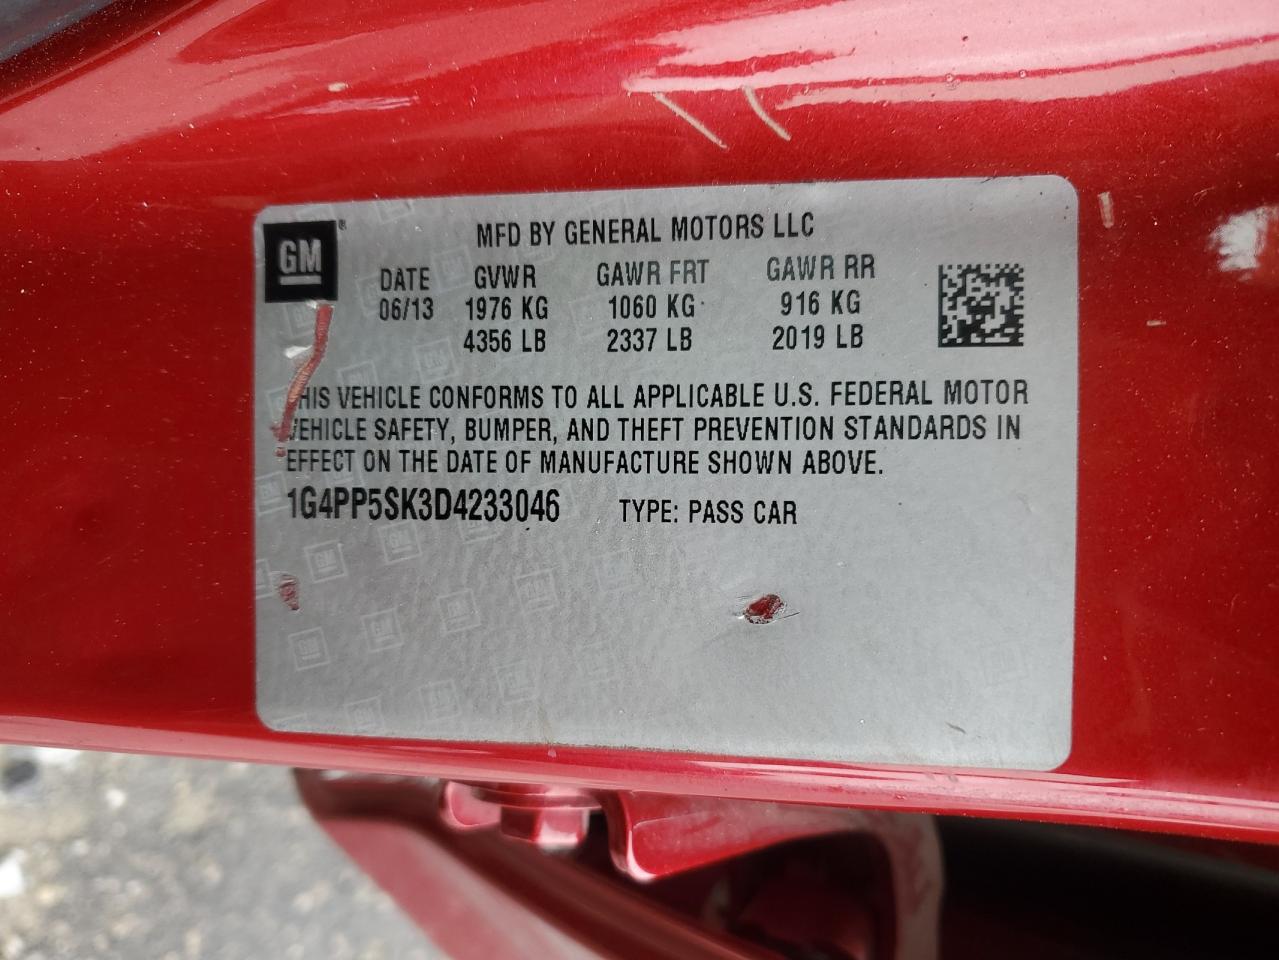 GM
MFD BY GENERAL MOTORS LLC
DATE GVWR GAWR FRT GAWR RR
06/13 1976 KG 1060 KG 916 KG
4356 LB 2337 LB 2019 LB
THIS VEHICLE CONFORMS TO ALL APPLICABLE U.S. FEDERAL MOTOR
VEHICLE SAFETY, BUMPER, AND THEFT PREVENTION STANDARDS IN
EFFECT ON THE DATE OF MANUFACTURE SHOWN ABOVE.
1G4PP5SK3D4233046 TYPE: PASS CAR